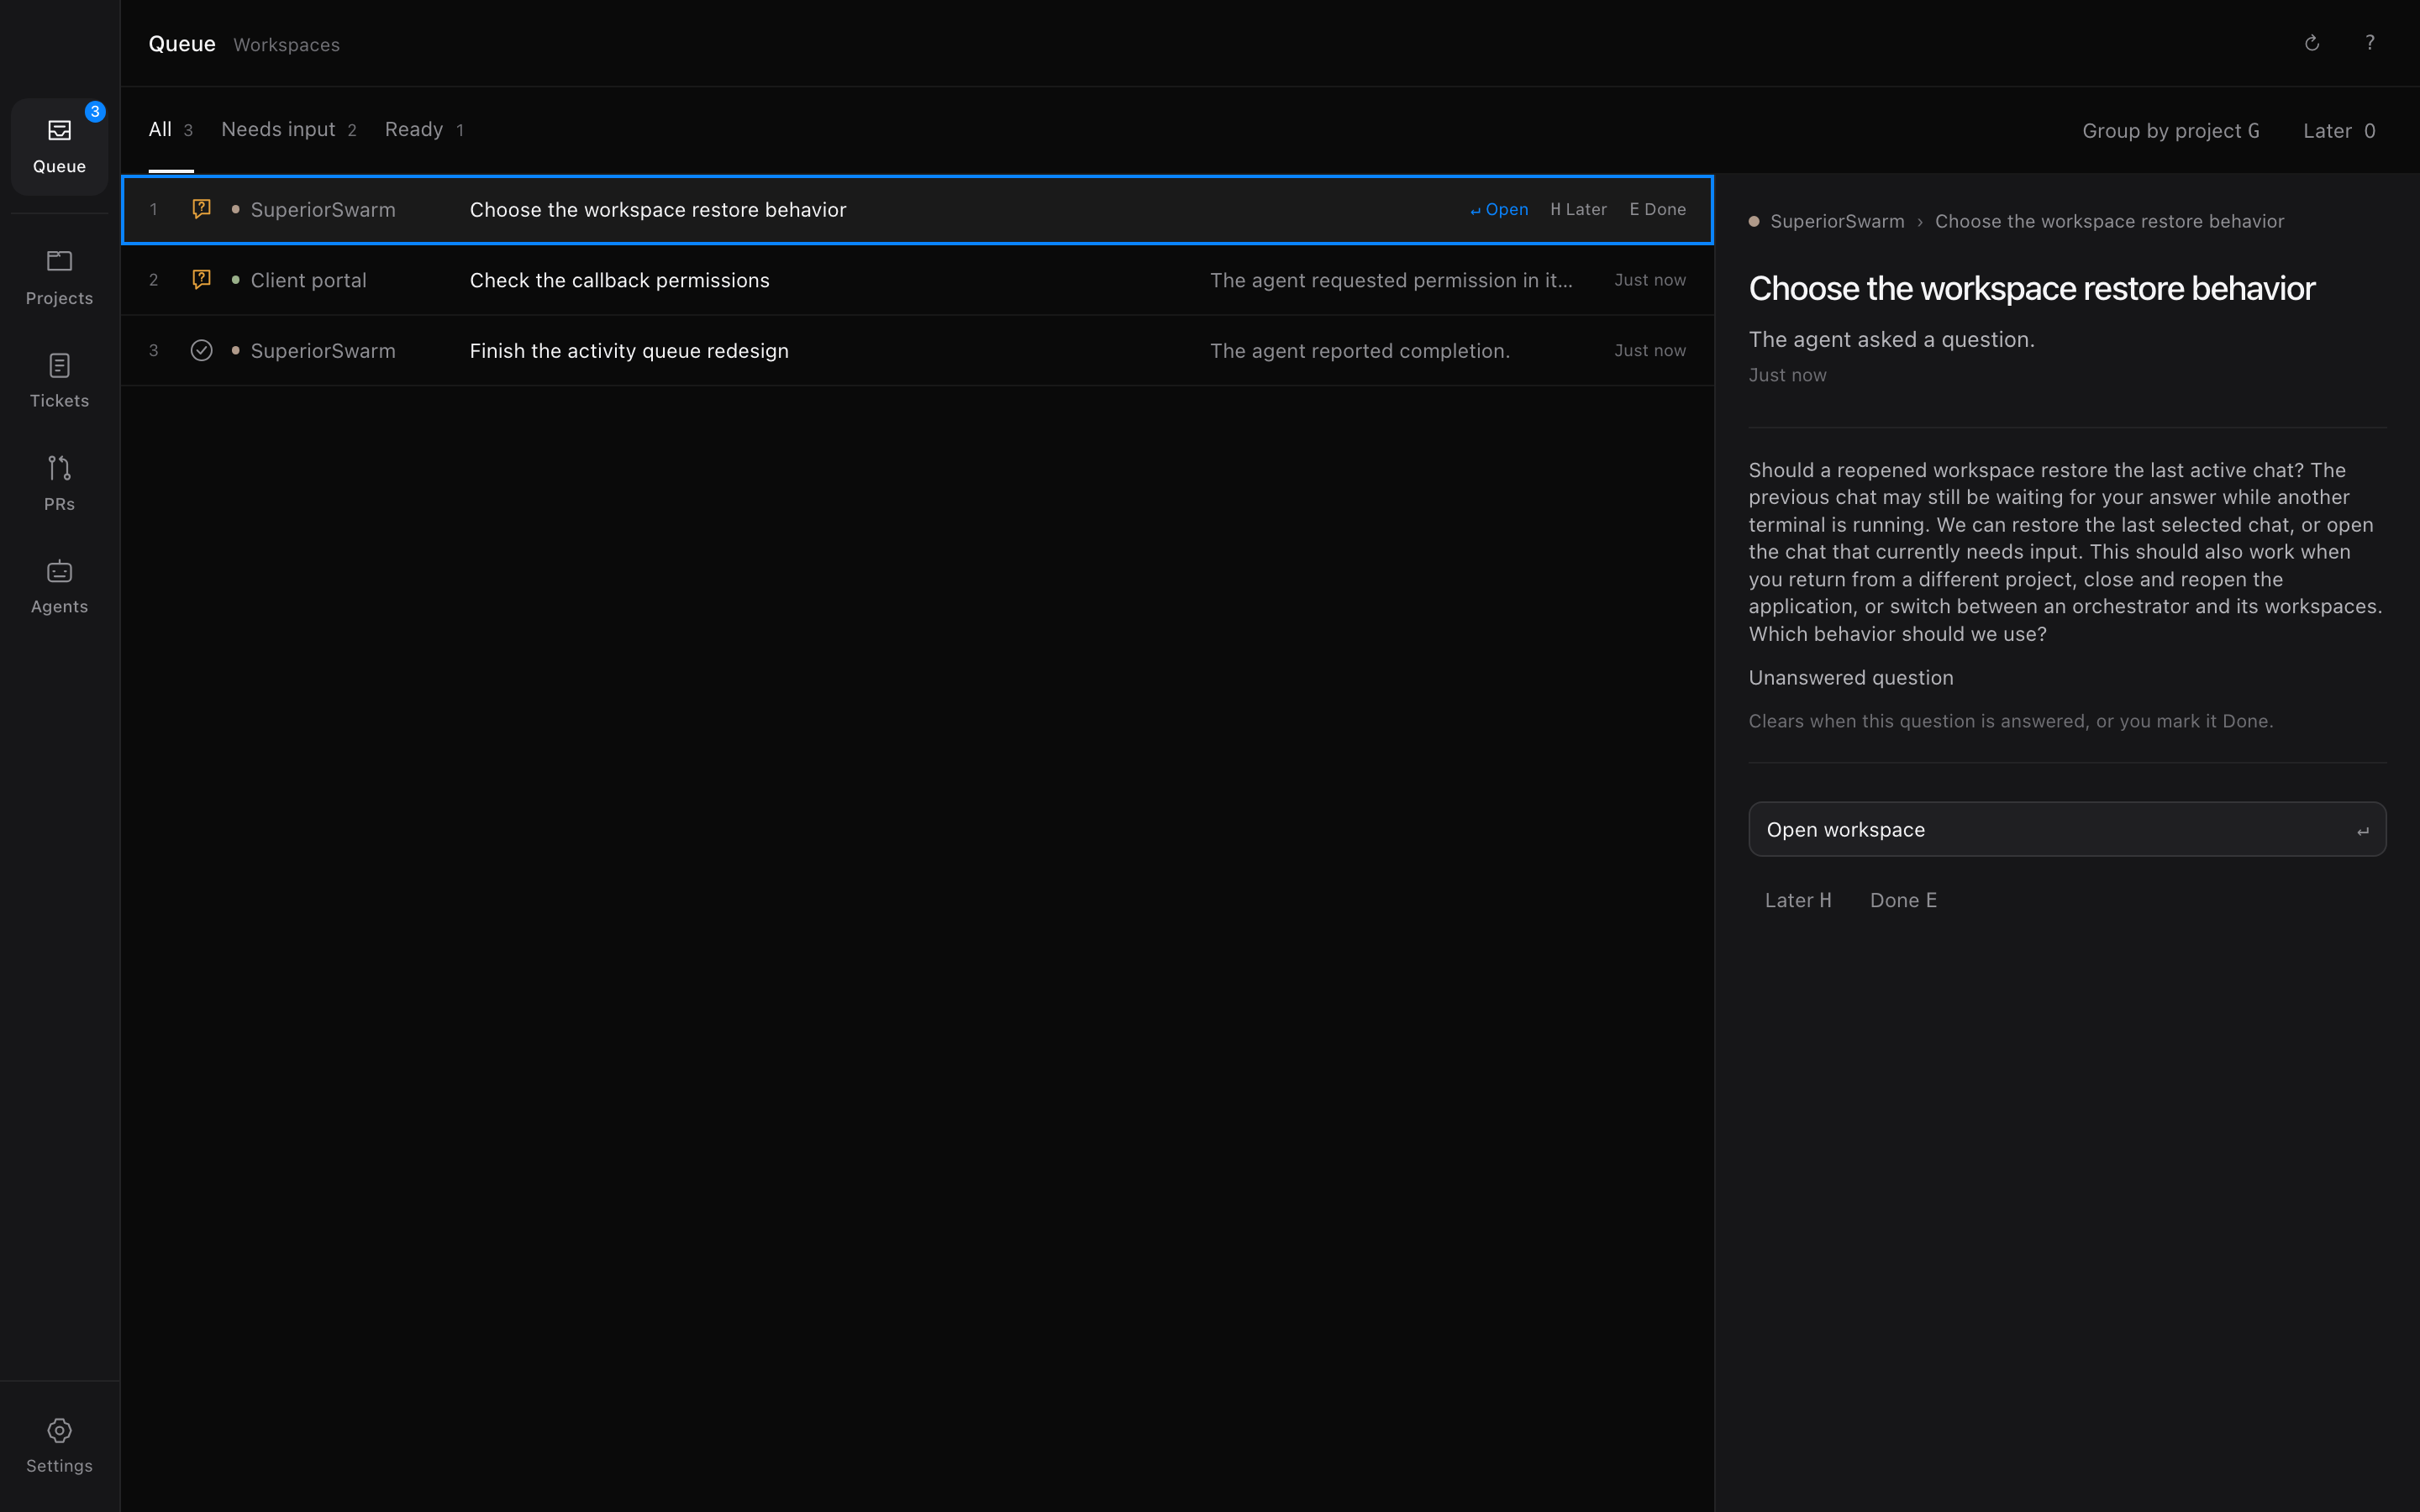 Queue Workspaces
?
3
Queue
Projects
Tickets
PRs
Agents
Settings
All 3 Needs input 2 Ready 1
Group by project G Later 0
1 ? SuperiorSwarm Choose the workspace restore behavior ↵ Open H Later E Done
2 ? Client portal Check the callback permissions The agent requested permission in it... Just now
3 SuperiorSwarm Finish the activity queue redesign The agent reported completion. Just now
SuperiorSwarm › Choose the workspace restore behavior
Choose the workspace restore behavior
The agent asked a question.
Just now
Should a reopened workspace restore the last active chat? The
previous chat may still be waiting for your answer while another
terminal is running. We can restore the last selected chat, or open
the chat that currently needs input. This should also work when
you return from a different project, close and reopen the
application, or switch between an orchestrator and its workspaces.
Which behavior should we use?
Unanswered question
Clears when this question is answered, or you mark it Done.
Open workspace ↵
Later H Done E